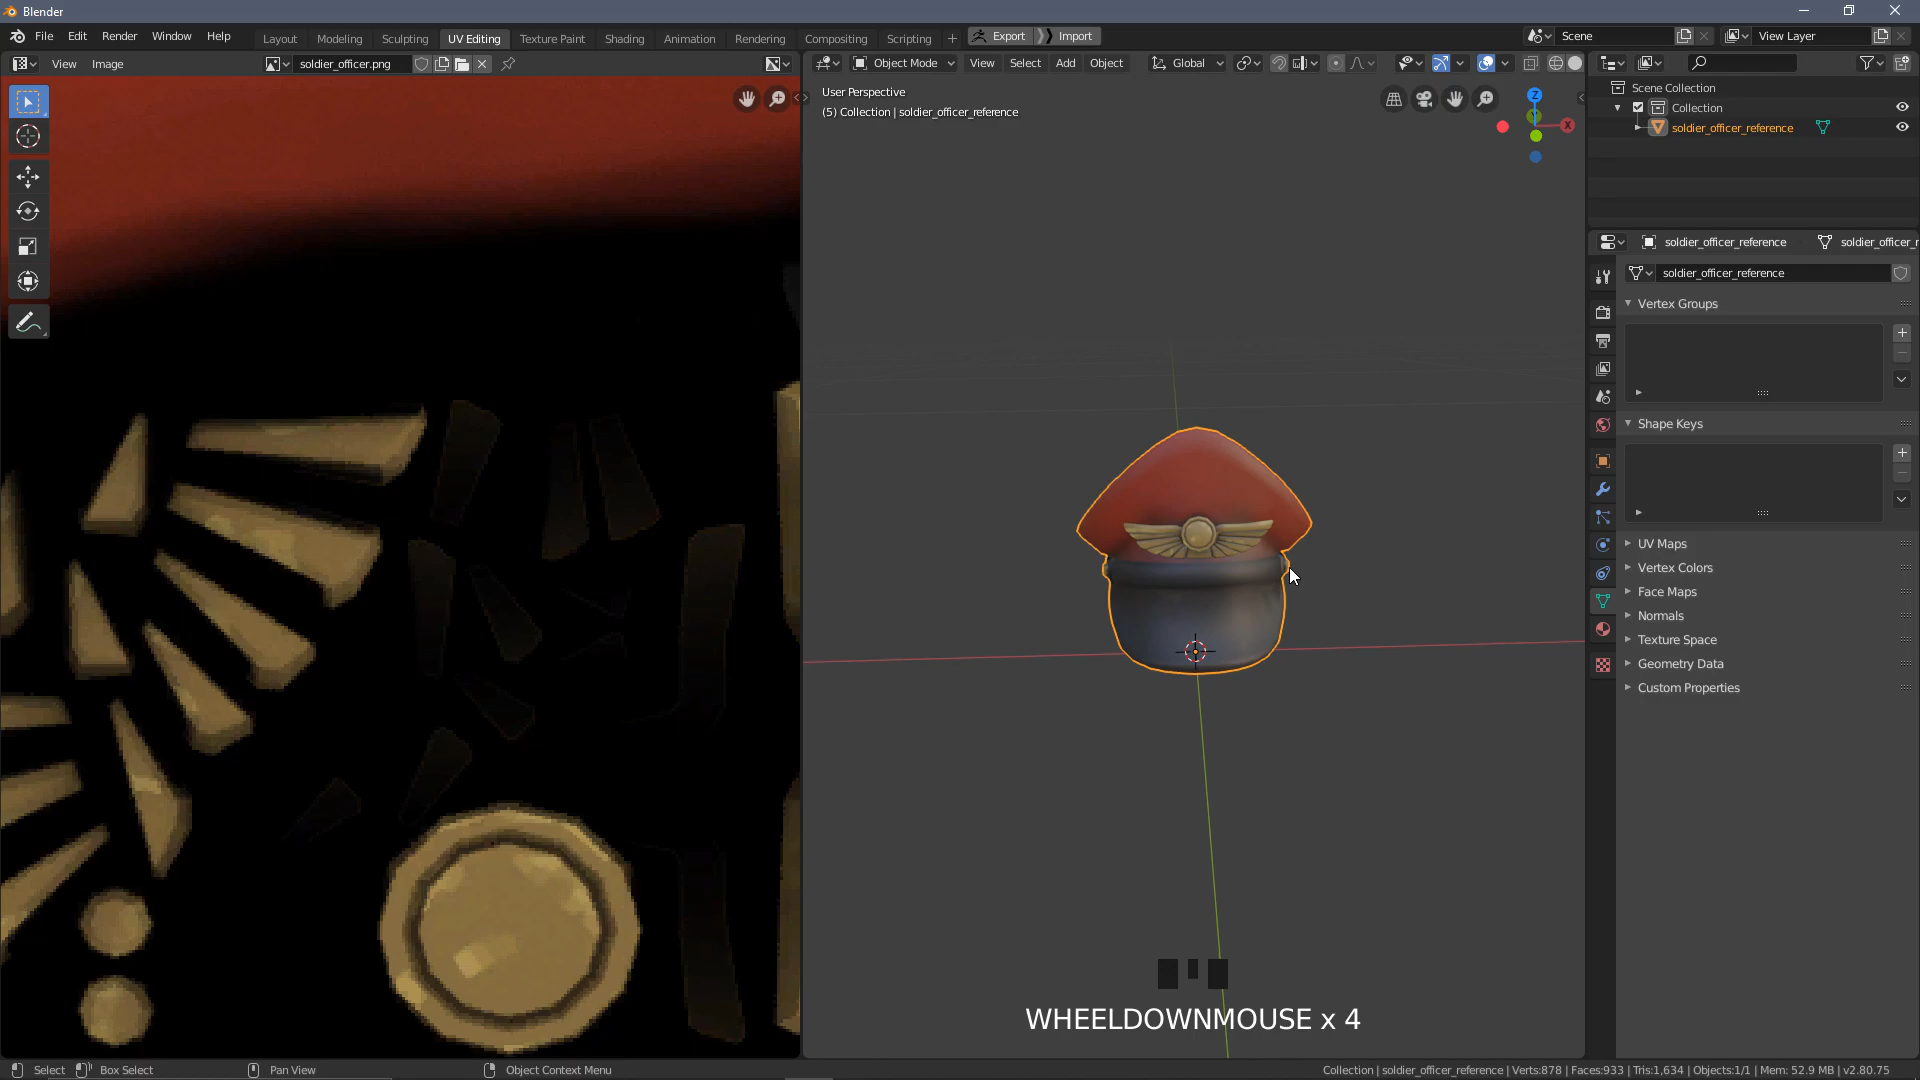 Blender
File Edit Render Window Help
Layout Modeling Sculpting UV Editing Texture Paint Shading Animation Rendering Compositing Scripting + Export Import
Scene View Layer
View Image soldier_officer.png
Object Mode View Select Add Object Global
User Perspective
(5) Collection | soldier_officer_reference
Z
X
Scene Collection
Collection
soldier_officer_reference
soldier_officer_reference soldier_officer_r
soldier_officer_reference
Vertex Groups
Shape Keys
UV Maps
Vertex Colors
Face Maps
Normals
Texture Space
Geometry Data
Custom Properties
WHEELDOWNMOUSE x 4
Select Box Select Pan View Object Context Menu
Collection | soldier_officer_reference | Verts:878 | Faces:933 | Tris:1,634 | Objects:1/1 | Mem: 52.9 MB | v2.80.75